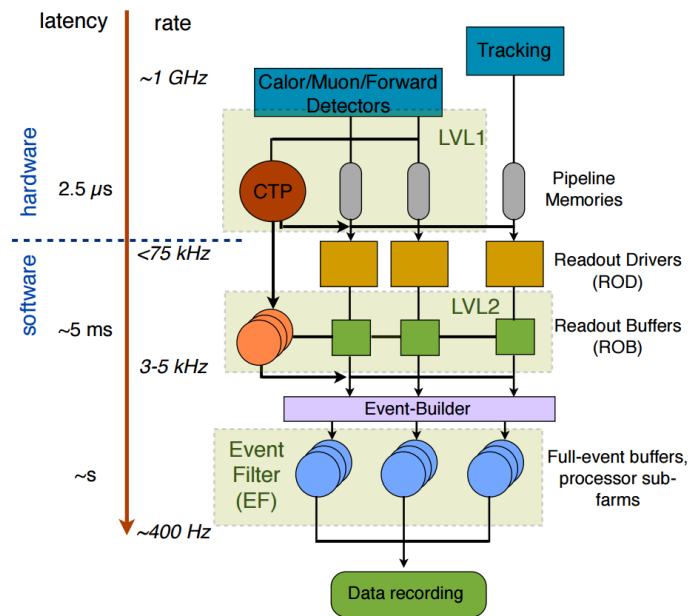 latency
rate
Tracking
~1 GHz
Calor/Muon/Forward
Detectors
LVL1
hardware
2.5 μs
CTP
Pipeline
Memories
<75 kHz
Readout Drivers
(ROD)
software
LVL2
~5 ms
Readout Buffers
(ROB)
3-5 kHz
Event-Builder
Event
Filter
(EF)
Full-event buffers,
processor sub-
farms
~s
~400 Hz
Data recording